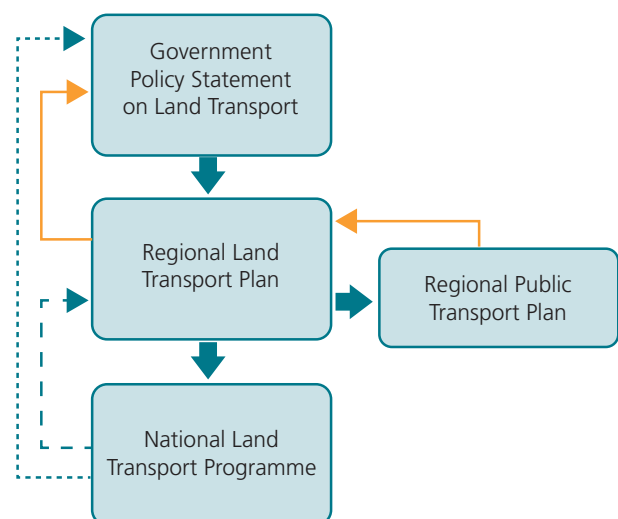 Government
Policy Statement
on Land Transport
Regional Land
Transport Plan
Regional Public
Transport Plan
National Land
Transport Programme